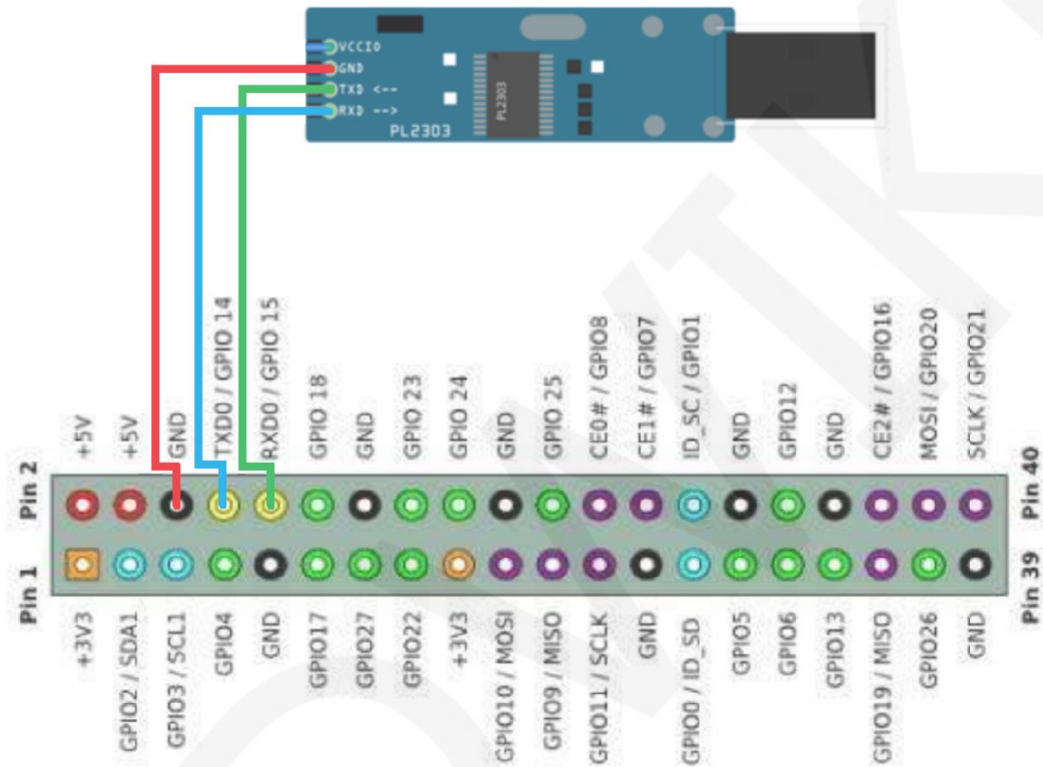 VCCIO
GND
TXD <--
RXD -->
PL2303
PL2303
Pin 2
+5V
+5V
GND
TXD0 / GPIO 14
RXD0 / GPIO 15
GPIO 18
GND
GPIO 23
GPIO 24
GND
GPIO 25
CE0# / GPIO8
CE1# / GPIO7
ID_SC / GPIO1
GND
GPIO12
GND
CE2# / GPIO16
MOSI / GPIO20
SCLK / GPIO21
Pin 40
Pin 1
+3V3
GPIO2 / SDA1
GPIO3 / SCL1
GPIO4
GND
GPIO17
GPIO27
GPIO22
+3V3
GPIO10 / MOSI
GPIO9 / MISO
GPIO11 / SCLK
GND
GPIO0 / ID_SD
GPIO5
GPIO6
GPIO13
GPIO19 / MISO
GPIO26
GND
Pin 39